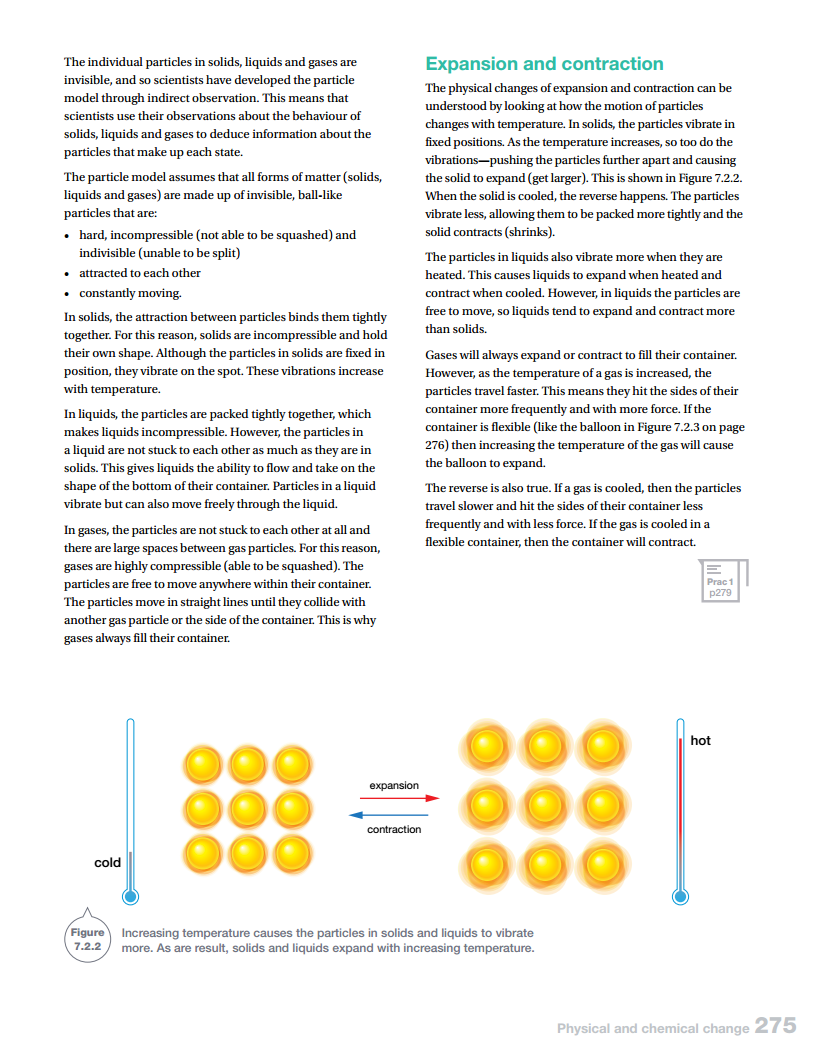 The individual particles in solids, liquids and gases are
invisible, and so scientists have developed the particle
model through indirect observation. This means that
scientists use their observations about the behaviour of
solids, liquids and gases to deduce information about the
particles that make up each state.
The particle model assumes that all forms of matter (solids,
liquids and gases) are made up of invisible, ball-like
particles that are:
• hard, incompressible (not able to be squashed) and
indivisible (unable to be split)
• attracted to each other
• constantly moving.
In solids, the attraction between particles binds them tightly
together. For this reason, solids are incompressible and hold
their own shape. Although the particles in solids are fixed in
position, they vibrate on the spot. These vibrations increase
with temperature.
In liquids, the particles are packed tightly together, which
makes liquids incompressible. However, the particles in
a liquid are not stuck to each other as much as they are in
solids. This gives liquids the ability to flow and take on the
shape of the bottom of their container. Particles in a liquid
vibrate but can also move freely through the liquid.
In gases, the particles are not stuck to each other at all and
there are large spaces between gas particles. For this reason,
gases are highly compressible (able to be squashed). The
particles are free to move anywhere within their container.
The particles move in straight lines until they collide with
another gas particle or the side of the container. This is why
gases always fill their container.
Expansion and contraction
The physical changes of expansion and contraction can be
understood by looking at how the motion of particles
changes with temperature. In solids, the particles vibrate in
fixed positions. As the temperature increases, so too do the
vibrations—pushing the particles further apart and causing
the solid to expand (get larger). This is shown in Figure 7.2.2.
When the solid is cooled, the reverse happens. The particles
vibrate less, allowing them to be packed more tightly and the
solid contracts (shrinks).
The particles in liquids also vibrate more when they are
heated. This causes liquids to expand when heated and
contract when cooled. However, in liquids the particles are
free to move, so liquids tend to expand and contract more
than solids.
Gases will always expand or contract to fill their container.
However, as the temperature of a gas is increased, the
particles travel faster. This means they hit the sides of their
container more frequently and with more force. If the
container is flexible (like the balloon in Figure 7.2.3 on page
276) then increasing the temperature of the gas will cause
the balloon to expand.
The reverse is also true. If a gas is cooled, then the particles
travel slower and hit the sides of their container less
frequently and with less force. If the gas is cooled in a
flexible container, then the container will contract.
Prac 1
p279
cold
expansion
contraction
hot
Figure
7.2.2
Increasing temperature causes the particles in solids and liquids to vibrate
more. As are result, solids and liquids expand with increasing temperature.
Physical and chemical change 275